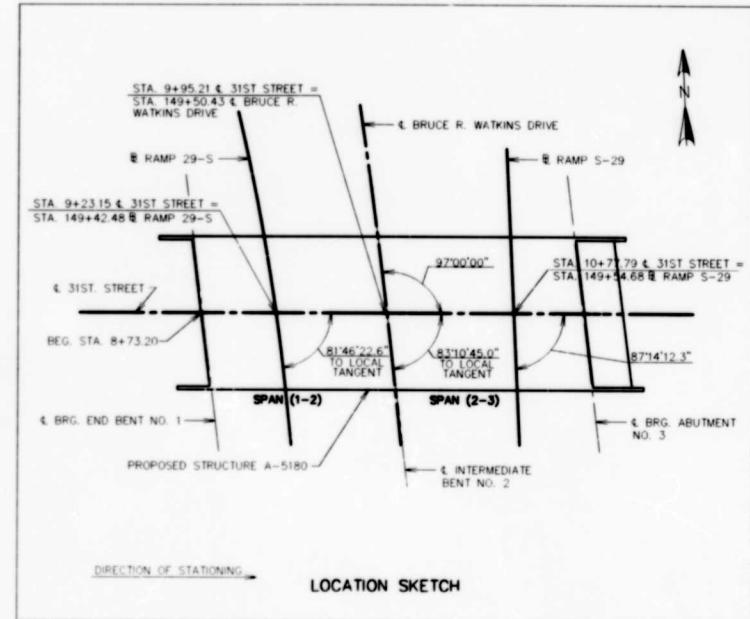 N
STA. 9+95.21 ℄ 31ST STREET =
STA. 149+50.43 ℄ BRUCE R.
WATKINS DRIVE
℄ BRUCE R. WATKINS DRIVE
RAMP 29-S
RAMP S-29
STA. 9+23.15 ℄ 31ST STREET =
STA. 149+42.48 RAMP 29-S
97°00'00"
STA. 10+77.79 ℄ 31ST STREET =
STA. 149+54.68 RAMP S-29
℄ 31ST. STREET
BEG. STA. 8+73.20
81°46'22.6"
TO LOCAL
TANGENT
83°10'45.0"
TO LOCAL
TANGENT
87°14'12.3"
SPAN (1-2)
SPAN (2-3)
℄ BRG. END BENT NO. 1
℄ BRG. ABUTMENT
NO. 3
PROPOSED STRUCTURE A-5180
℄ INTERMEDIATE
BENT NO. 2
DIRECTION OF STATIONING
LOCATION SKETCH